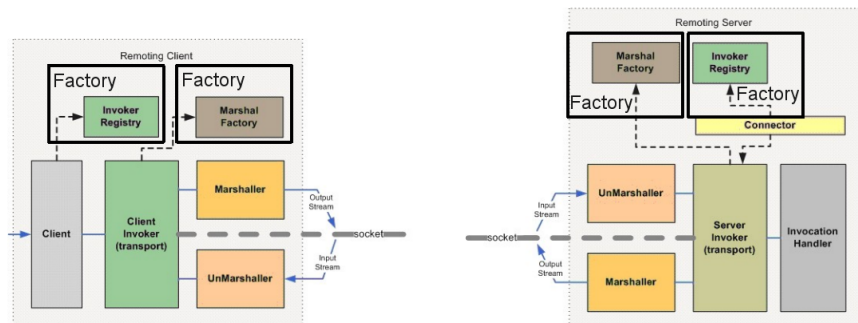 Remoting Client
Factory
Invoker
Registry
Factory
Marshal
Factory
Client
Client
Invoker
(transport)
Marshaller
Output
Stream
socket
Input
Stream
UnMarshaller
Remoting Server
Marshal
Factory
Factory
Invoker
Registry
Factory
Connector
UnMarshaller
Input
Stream
socket
Output
Stream
Marshaller
Server
Invoker
(transport)
Invocation
Handler